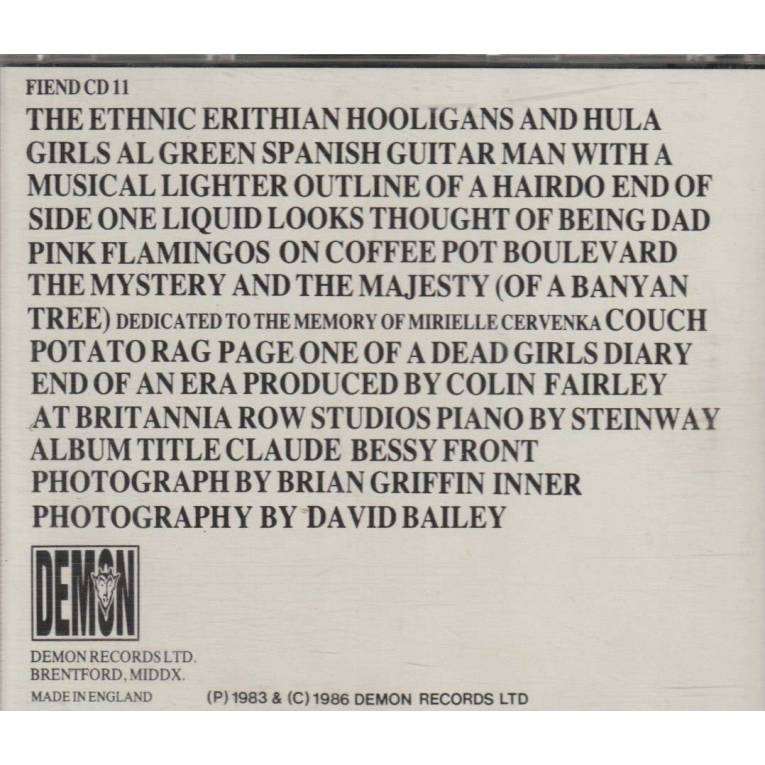 FIEND CD 11
THE ETHNIC ERITHIAN HOOLIGANS AND HULA
GIRLS AL GREEN SPANISH GUITAR MAN WITH A
MUSICAL LIGHTER OUTLINE OF A HAIRDO END OF
SIDE ONE LIQUID LOOKS THOUGHT OF BEING DAD
PINK FLAMINGOS ON COFFEE POT BOULEVARD
THE MYSTERY AND THE MAJESTY (OF A BANYAN
TREE) DEDICATED TO THE MEMORY OF MIRIELLE CERVENKA COUCH
POTATO RAG PAGE ONE OF A DEAD GIRLS DIARY
END OF AN ERA PRODUCED BY COLIN FAIRLEY
AT BRITANNIA ROW STUDIOS PIANO BY STEINWAY
ALBUM TITLE CLAUDE BESSY FRONT
PHOTOGRAPH BY BRIAN GRIFFIN INNER
PHOTOGRAPHY BY DAVID BAILEY
DEMON
DEMON RECORDS LTD.
BRENTFORD, MIDDX.
MADE IN ENGLAND (P) 1983 & (C) 1986 DEMON RECORDS LTD